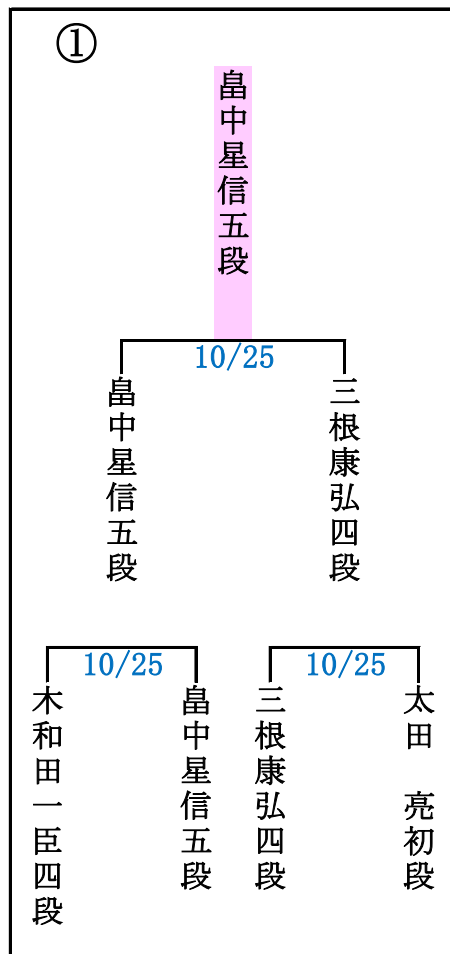 ①
畠中星信五段
10/25
畠中星信五段
三根康弘四段
10/25
10/25
木和田一臣四段
畠中星信五段
三根康弘四段
太田　亮初段